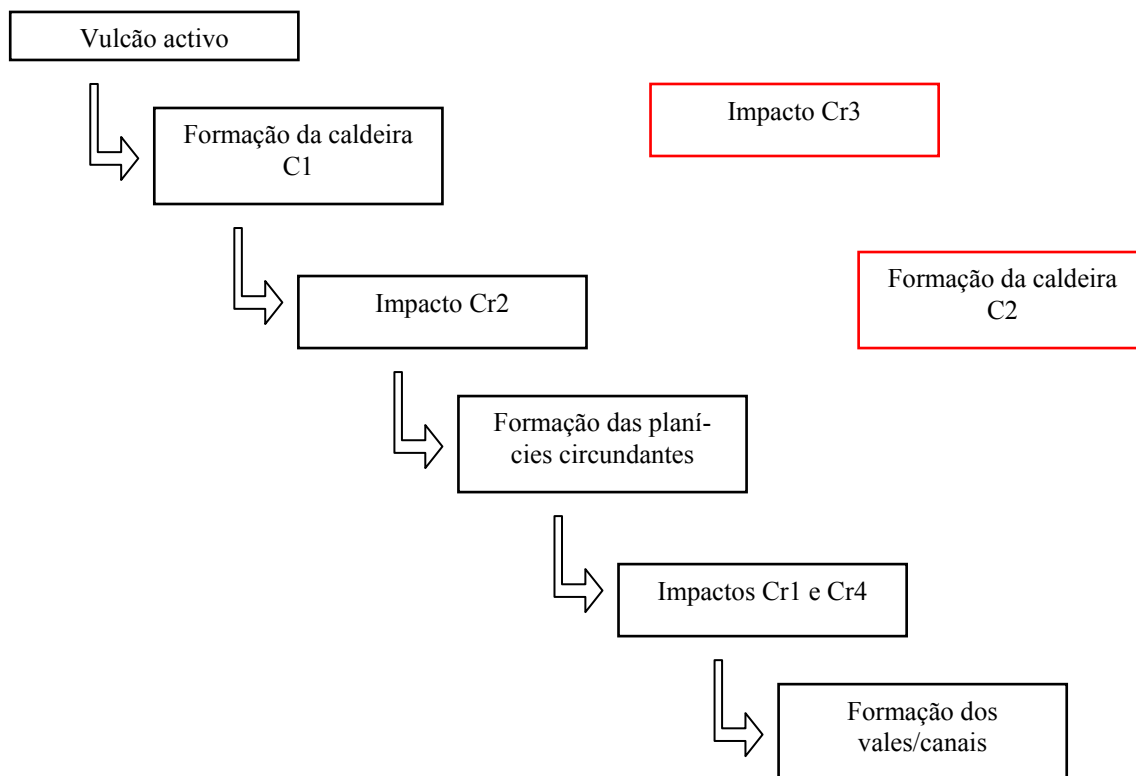 Vulcão activo
Formação da caldeira
C1
Impacto Cr3
Impacto Cr2
Formação da caldeira
C2
Formação das planí-
cies circundantes
Impactos Cr1 e Cr4
Formação dos
vales/canais